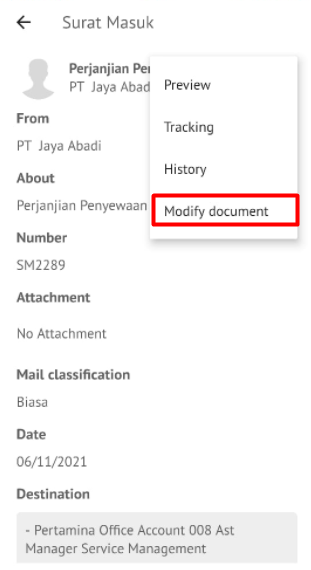 Surat Masuk
Perjanjian Per
PT Jaya Abad
Preview
Tracking
History
Modify document
From
PT Jaya Abadi
About
Perjanjian Penyewaan
Number
SM2289
Attachment
No Attachment
Mail classification
Biasa
Date
06/11/2021
Destination
- Pertamina Office Account 008 Ast
Manager Service Management